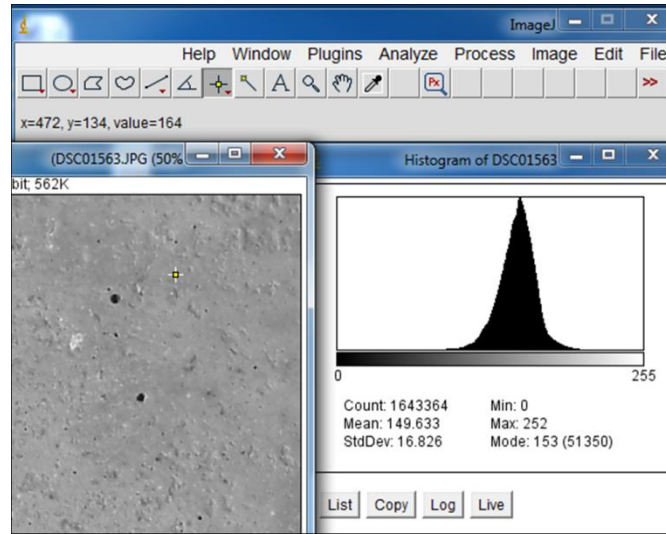 ImageJ
Help Window Plugins Analyze Process Image Edit File
A Px >>
x=472, y=134, value=164
(DSC01563.JPG (50%
bit; 562K
Histogram of DSC01563
0 255
Count: 1643364 Min: 0
Mean: 149.633 Max: 252
StdDev: 16.826 Mode: 153 (51350)
List Copy Log Live